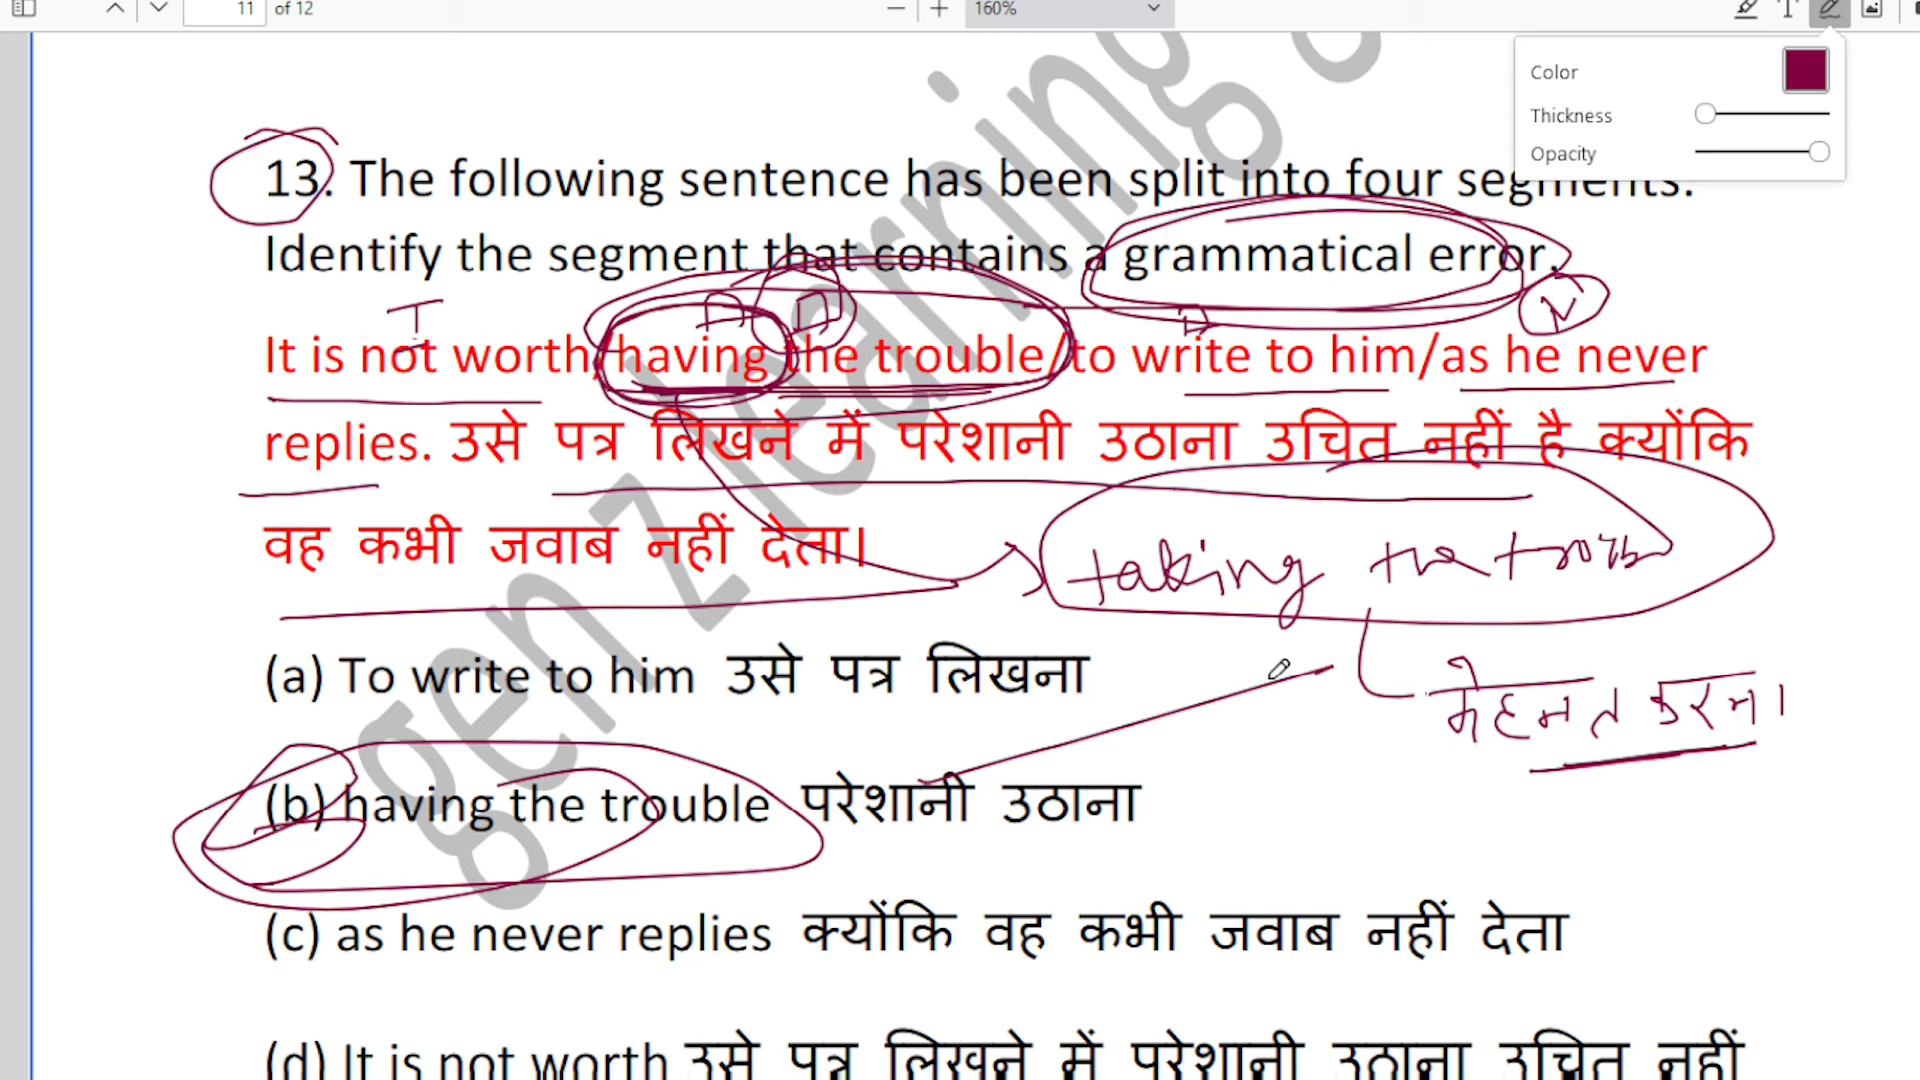 11 of 12
160%
Color
Thickness
Opacity
13. The following sentence has been split into four segments.
Identify the segment that contains a grammatical error.
It is not worth/having the trouble/to write to him/as he never
replies. उसे पत्र लिखने में परेशानी उठाना उचित नहीं है क्योंकि
वह कभी जवाब नहीं देता।
taking the
मेहनत करना।
(a) To write to him उसे पत्र लिखना
(b) having the trouble परेशानी उठाना
(c) as he never replies क्योंकि वह कभी जवाब नहीं देता
(d) It is not worth उसे पत्र लिखने में परेशानी उठाना उचित नहीं
gen z learning